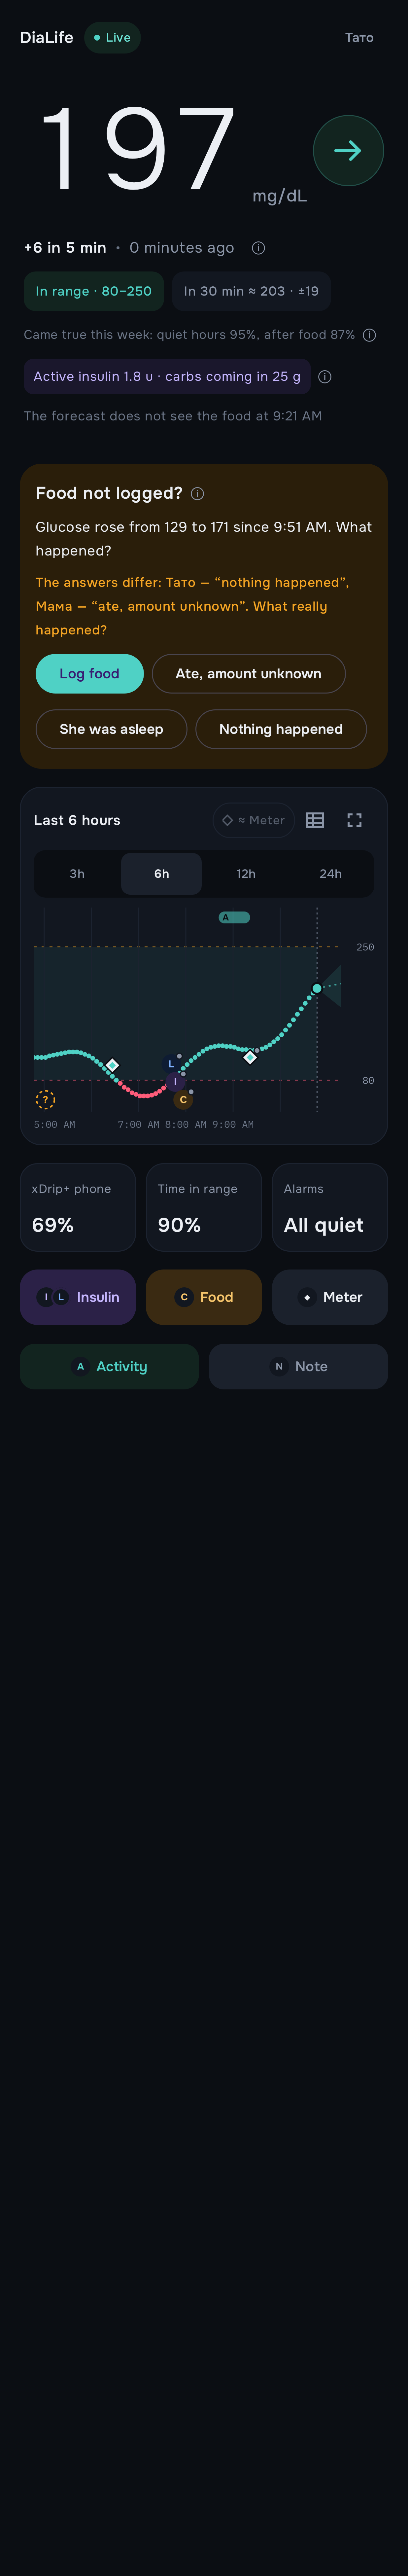 DiaLife
Live
Тато
197
mg/dL
+6 in 5 min • 0 minutes ago
In range · 80–250
In 30 min ≈ 203 · ±19
Came true this week: quiet hours 95%, after food 87%
Active insulin 1.8 u · carbs coming in 25 g
The forecast does not see the food at 9:21 AM
Food not logged?
Glucose rose from 129 to 171 since 9:51 AM. What
happened?
The answers differ: Тато — “nothing happened”,
Мама — “ate, amount unknown”. What really
happened?
Log food
Ate, amount unknown
She was asleep
Nothing happened
Last 6 hours
≈ Meter
3h
6h
12h
24h
A
250
L
I
80
?
C
5:00 AM
7:00 AM 8:00 AM 9:00 AM
xDrip+ phone
Time in range
Alarms
69%
90%
All quiet
I L Insulin
C Food
Meter
A Activity
N Note